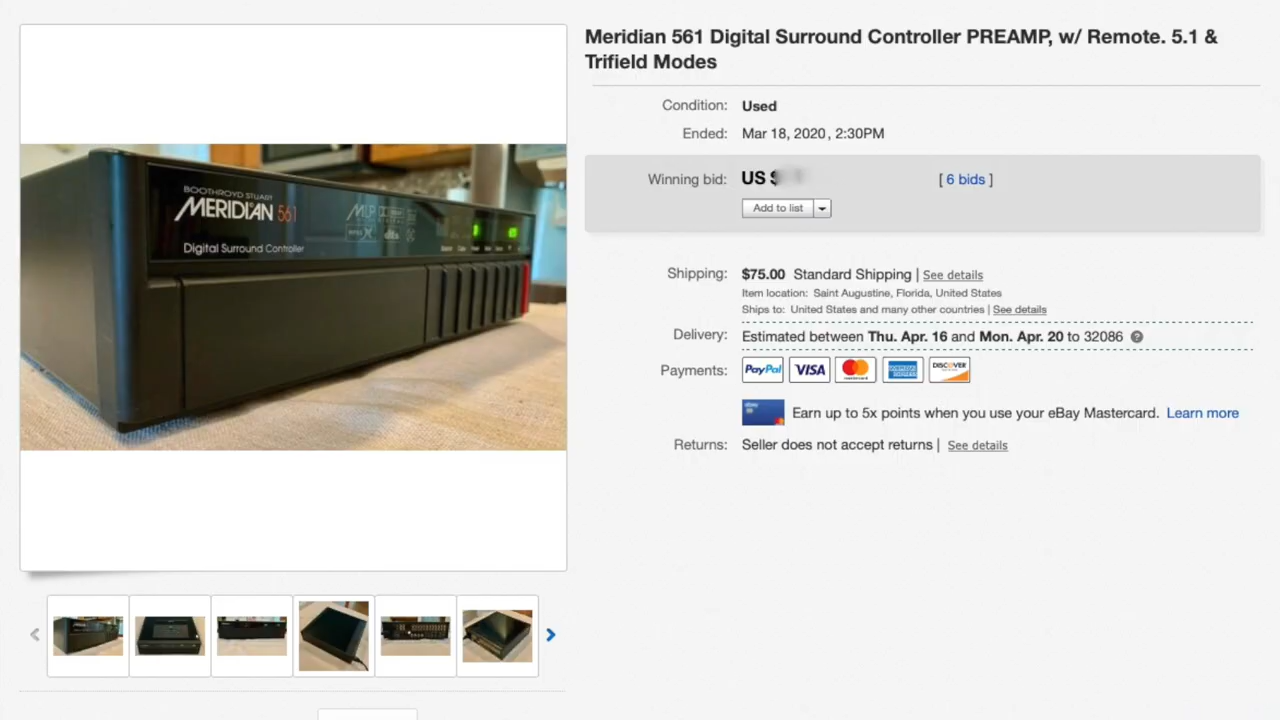 Meridian 561 Digital Surround Controller PREAMP, w/ Remote. 5.1 &
Trifield Modes
Condition: Used
Ended: Mar 18, 2020, 2:30PM
Winning bid: US $
[ 6 bids ]
Add to list
Shipping: $75.00 Standard Shipping | See details
Item location: Saint Augustine, Florida, United States
Ships to: United States and many other countries | See details
Delivery: Estimated between Thu. Apr. 16 and Mon. Apr. 20 to 32086 ?
Payments: PayPal VISA mastercard DISCOVER
Earn up to 5x points when you use your eBay Mastercard. Learn more
Returns: Seller does not accept returns | See details
BOOTHROYD STUART
MERIDIAN 561
MLP
dts
Digital Surround Controller